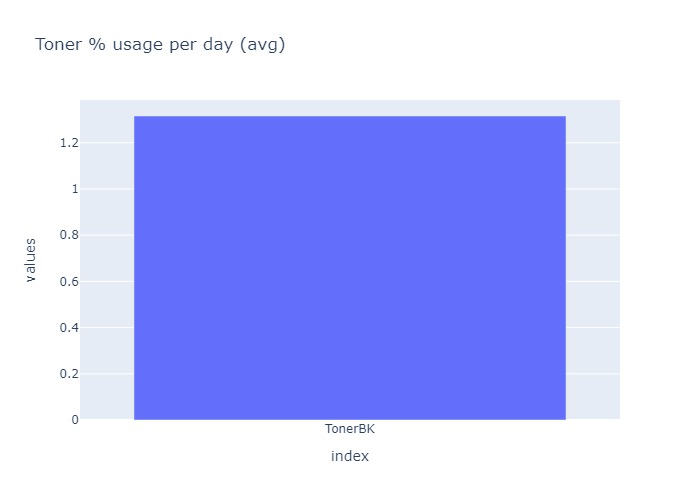 Toner % usage per day (avg)
1.2
1
0.8
0.6
0.4
0.2
0
values
TonerBK
index